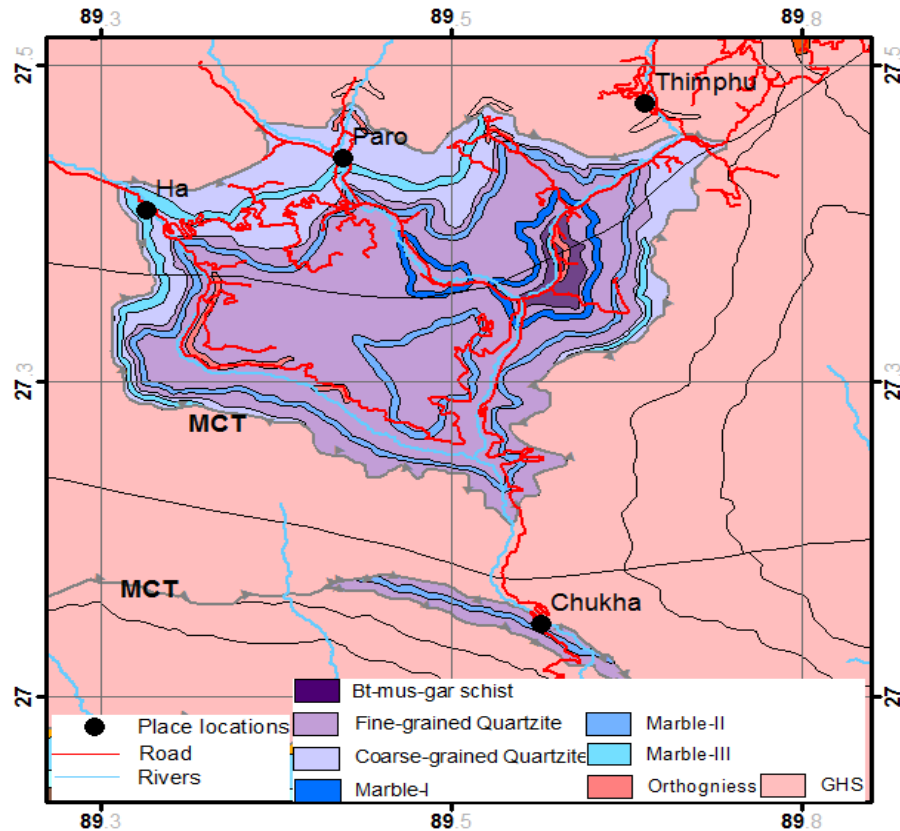 89.3 89.5 89.8
27.5 27.5
Thimphu
Paro
Ha
27.3 27.3
MCT
MCT
Chukha
27 27
Bt-mus-gar schist
Place locations
Road
Rivers
Fine-grained Quartzite
Coarse-grained Quartzite
Marble-I
Marble-II
Marble-III
Orthogniess
GHS
89.3 89.5 89.8